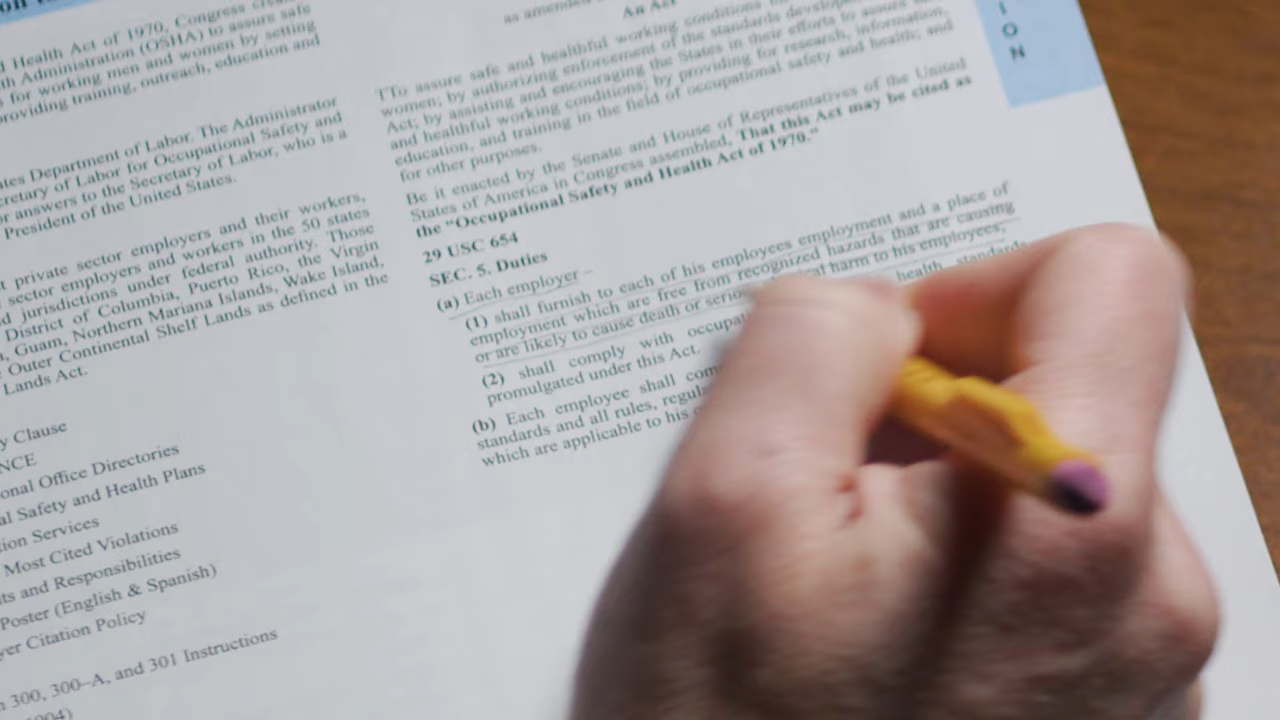 Health Act of 1970, Congress
th Administration (OSHA) to assure safe
for working men and women by setting
providing training, outreach, education and
ates Department of Labor. The Administrator
cretary of Labor for Occupational Safety and
or answers to the Secretary of Labor, who is a
President of the United States.
private sector employers and their workers,
sector employers and workers in the 50 states
d jurisdictions under federal authority. Those
District of Columbia, Puerto Rico, the Virgin
, Guam, Northern Mariana Islands, Wake Island,
Outer Continental Shelf Lands as defined in the
Lands Act.
y Clause
NCE
onal Office Directories
al Safety and Health Plans
tion Services
Most Cited Violations
ts and Responsibilities
Poster (English & Spanish)
yer Citation Policy
300, 300–A, and 301 Instructions
as amended
An Act
TTo assure safe and healthful working conditions
women; by authorizing enforcement of the standards
Act; by assisting and encouraging the States in their efforts to assure
and healthful working conditions; by providing for research, information,
education, and training in the field of occupational safety and health; and
for other purposes.
Be it enacted by the Senate and House of Representatives of the United
States of America in Congress assembled, That this Act may be cited as
the “Occupational Safety and Health Act of 1970.”
29 USC 654
SEC. 5. Duties
(a) Each employer –
(1) shall furnish to each of his employees employment and a place of
employment which are free from recognized hazards that are causing
or are likely to cause death or harm to his employees;
(2) shall comply with health standards
promulgated under this Act.
(b) Each employee shall
standards and all rules,
which are applicable to his
I
O
N